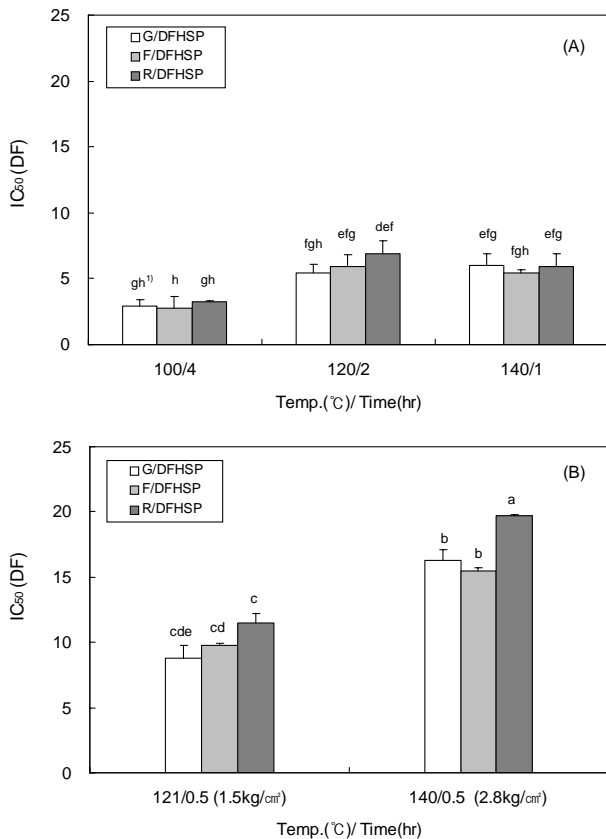 25
(A)
G/DFHSP
F/DFHSP
R/DFHSP
20
15
IC50 (DF)
10
def
efg
efg
efg
fgh
fgh
5
gh1)
h
gh
0
100/4
120/2
140/1
Temp.(℃)/ Time(hr)
25
(B)
G/DFHSP
F/DFHSP
R/DFHSP
a
20
b
b
15
IC50 (DF)
c
cd
cde
10
5
0
121/0.5 (1.5kg/㎠)
140/0.5 (2.8kg/㎠)
Temp.(℃)/ Time(hr)